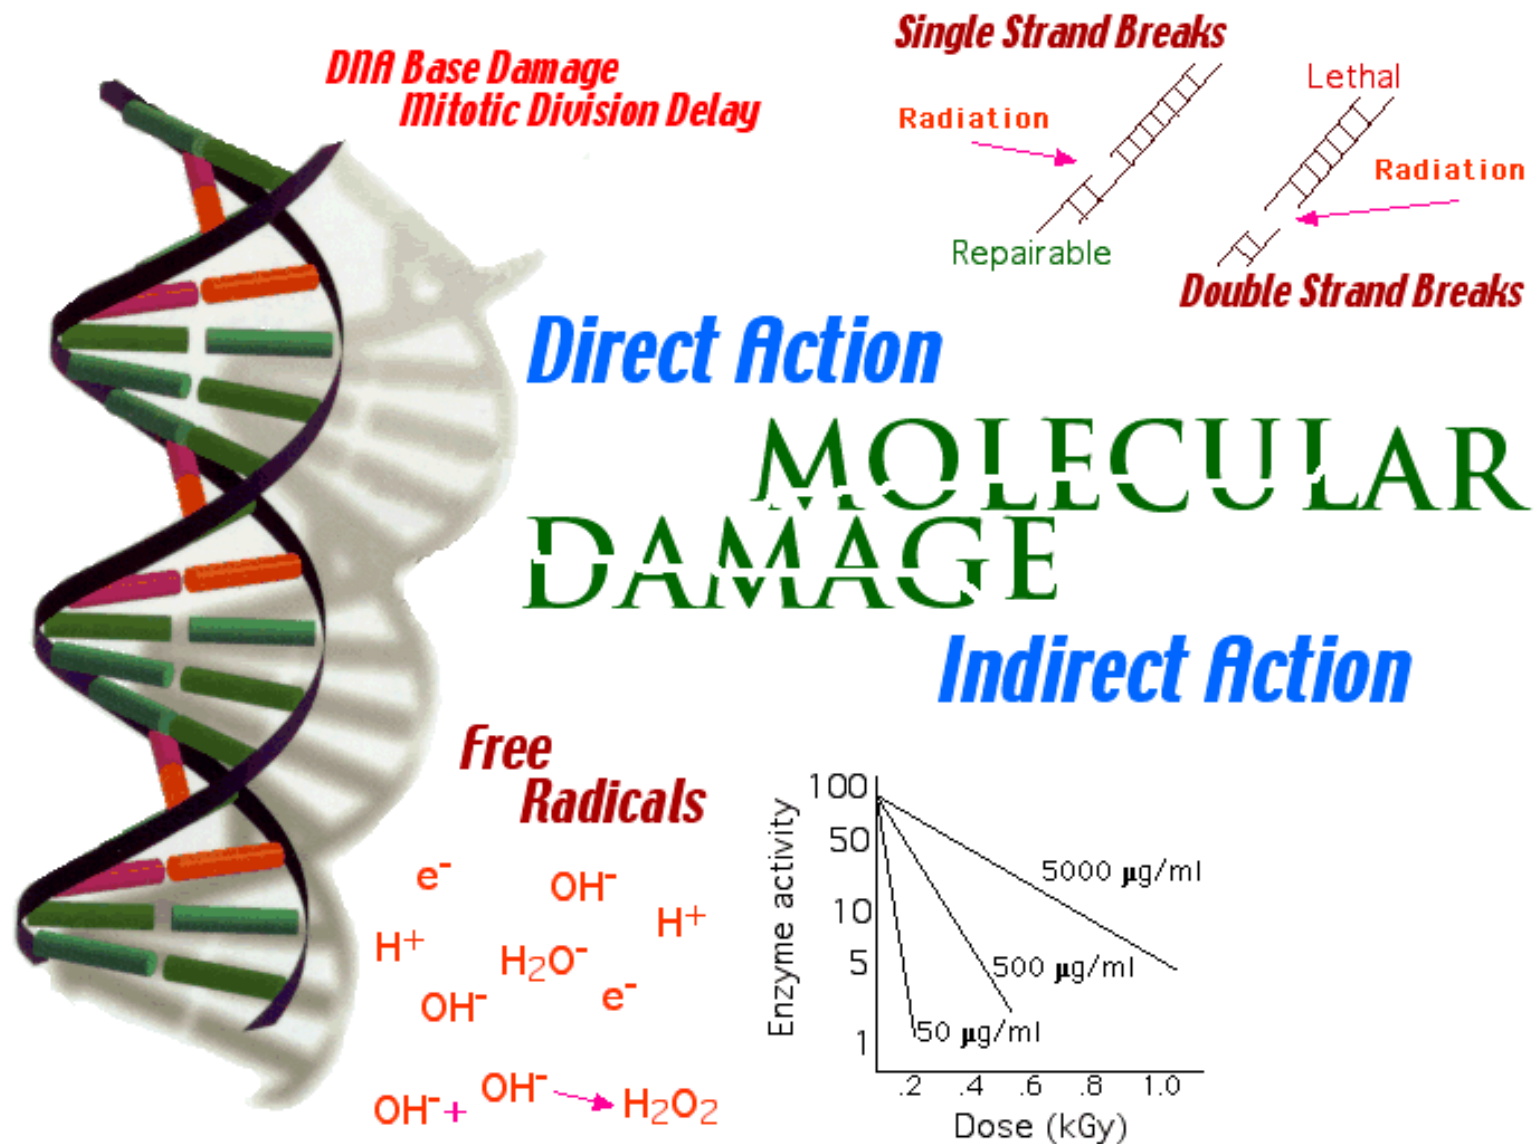 DNA Base Damage
Mitotic Division Delay
Single Strand Breaks
Radiation
Repairable
Lethal
Radiation
Double Strand Breaks
Direct Action
MOLECULAR
DAMAGE
Indirect Action
Free
Radicals
e⁻
OH⁻
H⁺
H⁺
H₂O⁻
OH⁻
e⁻
OH⁻ + OH⁻ H₂O₂
Enzyme activity
100
50
10
5
1
5000 µg/ml
500 µg/ml
50 µg/ml
.2 .4 .6 .8 1.0
Dose (kGy)